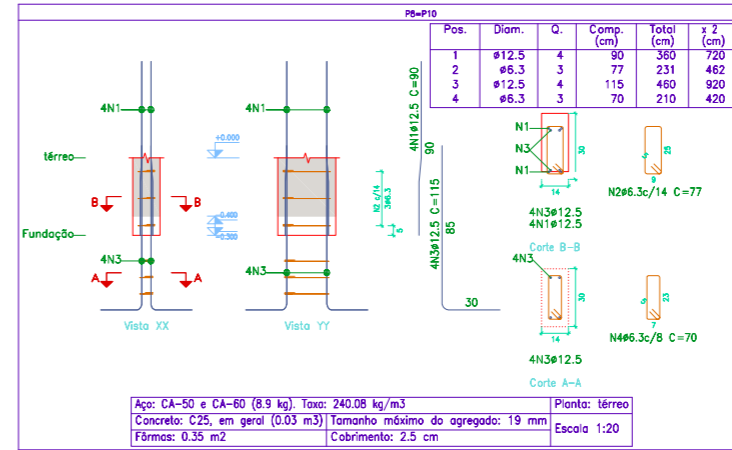 P8=P10
Pos. Diam. Q. Comp. (cm) Total (cm) x 2 (cm)
1 ø12.5 4 90 360 720
2 ø6.3 3 77 231 462
3 ø12.5 4 115 460 920
4 ø6.3 3 70 210 420
4N1
4N1
+0.000
térreo
B
B
Fundação
4N3
A
A
Vista XX
4N3
Vista YY
N2 c/14
3ø6.3
5
4N1ø12.5 C=90
90
4N3ø12.5 C=115
85
30
N1
N3
N1
30
14
4N3ø12.5
4N1ø12.5
Corte B-B
25
9
N2ø6.3c/14 C=77
4N3
30
14
4N3ø12.5
Corte A-A
23
7
N4ø6.3c/8 C=70
Aço: CA-50 e CA-60 (8.9 kg). Taxa: 240.08 kg/m3
Planta: térreo
Concreto: C25, em geral (0.03 m3)
Tamanho máximo do agregado: 19 mm
Escala 1:20
Fôrmas: 0.35 m2
Cobrimento: 2.5 cm